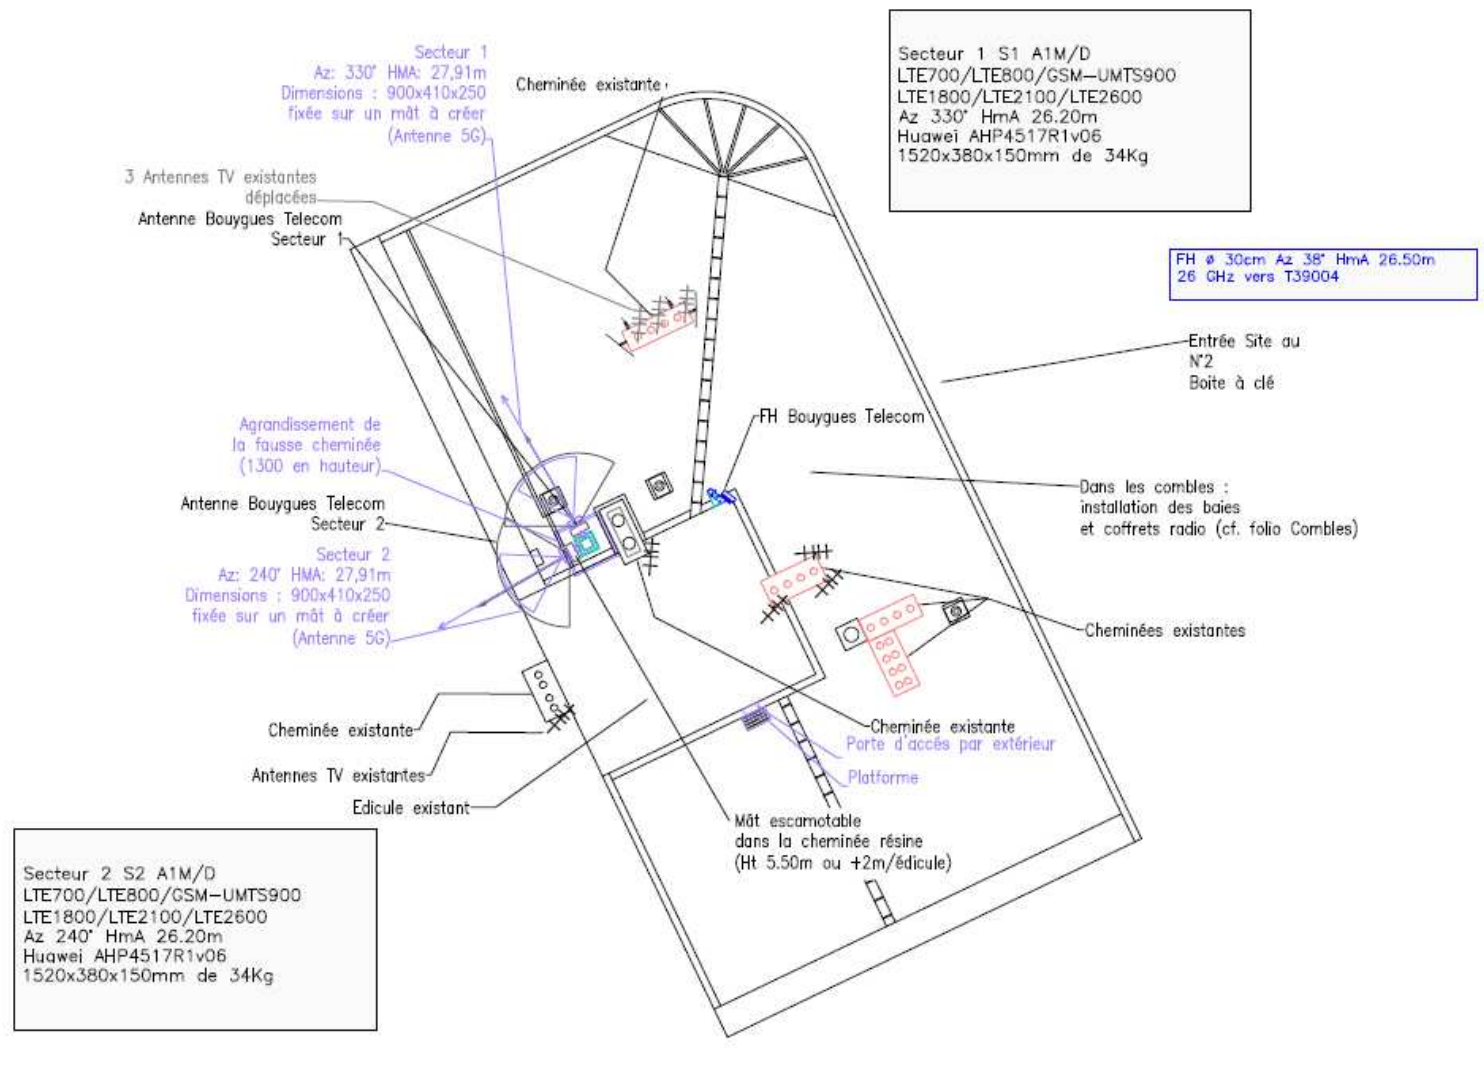 Secteur 1
Az: 330° HMA: 27,91m
Dimensions : 900x410x250
fixée sur un mât à créer
(Antenne 5G)
Cheminée existante
Secteur 1 S1 A1M/D
LTE700/LTE800/GSM-UMTS900
LTE1800/LTE2100/LTE2600
Az 330° HmA 26.20m
Huawei AHP4517R1v06
1520x380x150mm de 34Kg
3 Antennes TV existantes
déplacées
Antenne Bouygues Telecom
Secteur 1
FH ø 30cm Az 38° HmA 26.50m
26 GHz vers T39004
Entrée Site au
N°2
Boite à clé
FH Bouygues Telecom
Agrandissement de
la fausse cheminée
(1300 en hauteur)
Antenne Bouygues Telecom
Secteur 2
Dans les combles :
installation des baies
et coffrets radio (cf. folio Combles)
Secteur 2
Az: 240° HMA: 27,91m
Dimensions : 900x410x250
fixée sur un mât à créer
(Antenne 5G)
Cheminées existantes
Cheminée existante
Cheminée existante
Porte d'accés par extérieur
Antennes TV existantes
Platforme
Edicule existant
Mât escamotable
dans la cheminée résine
(Ht 5.50m ou +2m/édicule)
Secteur 2 S2 A1M/D
LTE700/LTE800/GSM-UMTS900
LTE1800/LTE2100/LTE2600
Az 240° HmA 26.20m
Huawei AHP4517R1v06
1520x380x150mm de 34Kg